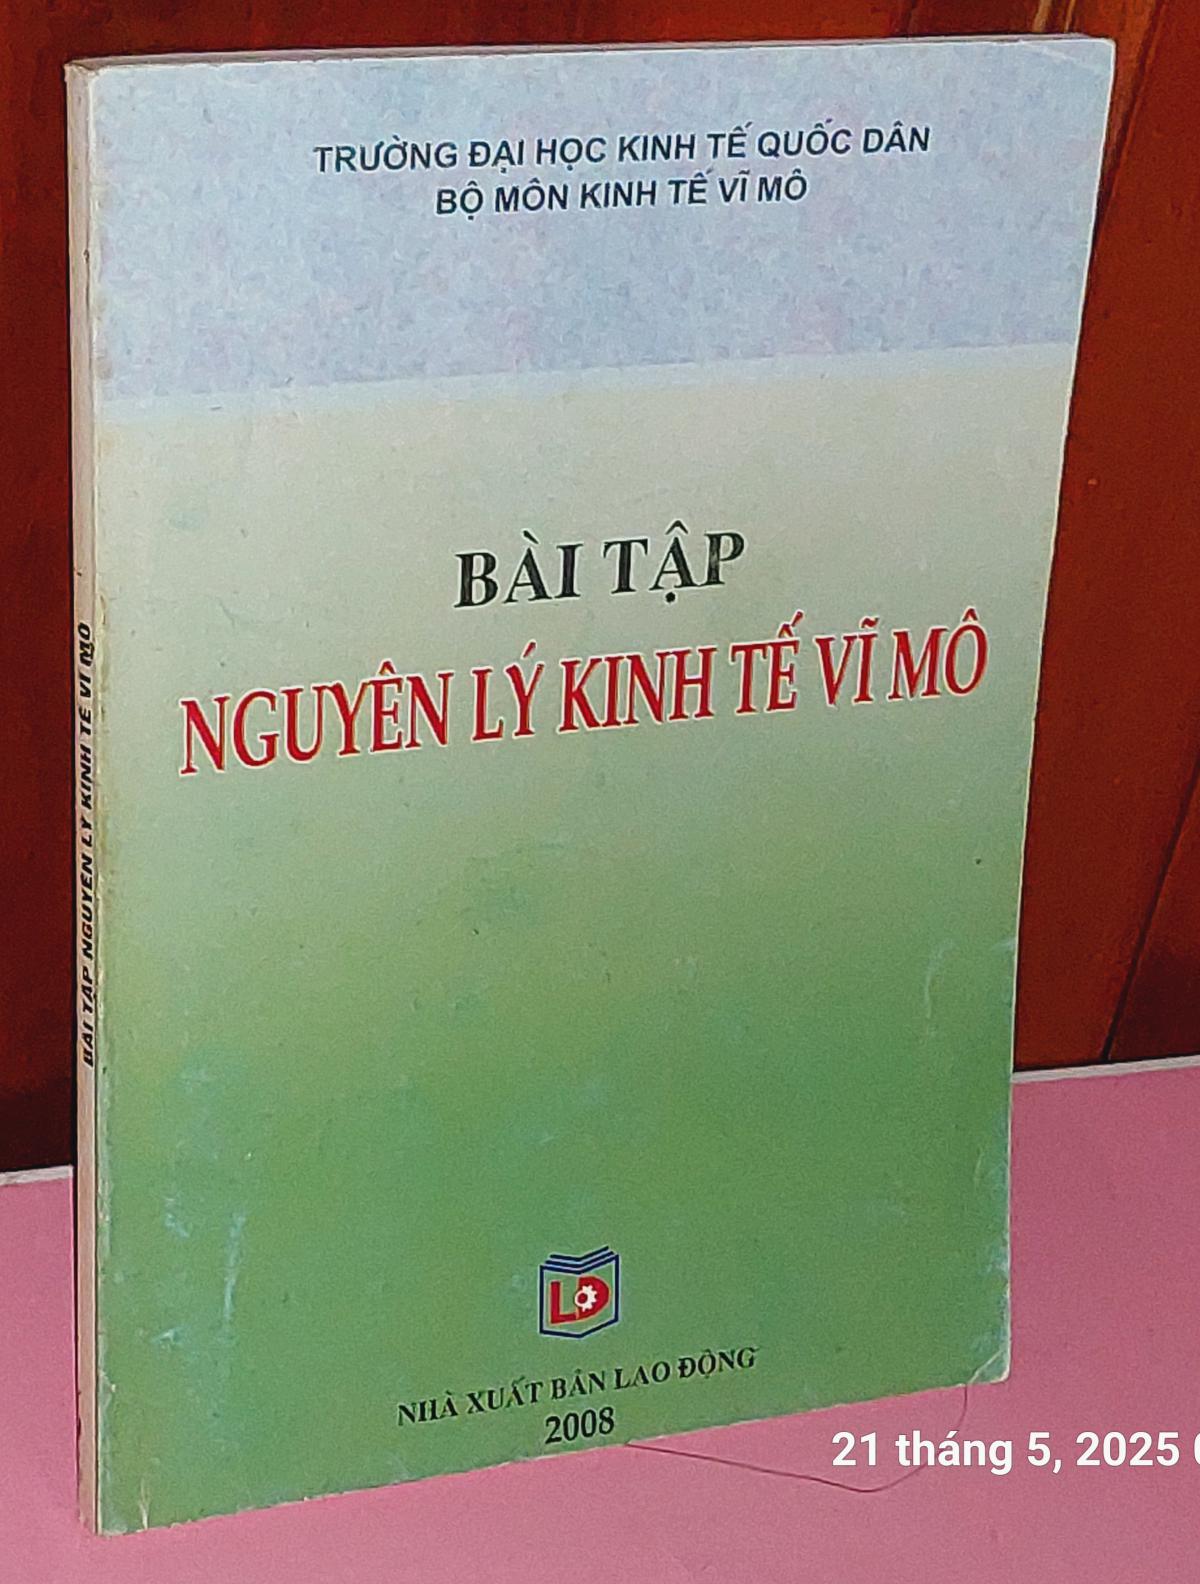 TRƯỜNG ĐẠI HỌC KINH TẾ QUỐC DÂN
BỘ MÔN KINH TẾ VĨ MÔ
BÀI TẬP
NGUYÊN LÝ KINH TẾ VĨ MÔ
BÀI TẬP NGUYÊN LÝ KINH TẾ VĨ MÔ
LĐ
NHÀ XUẤT BẢN LAO ĐỘNG
2008
21 tháng 5, 2025